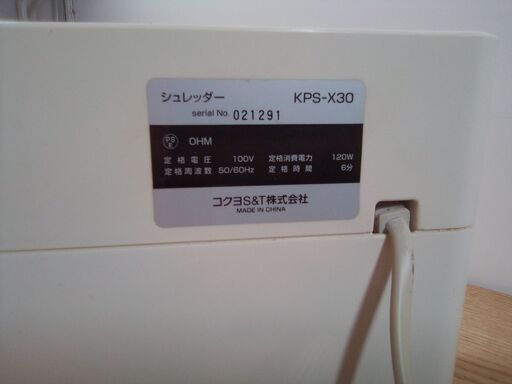 シュレッダー KPS-X30
serial No. 021291
PS E OHM
定格電圧 100V 定格消費電力 120W
定格周波数 50/60Hz 定格時間 6分
コクヨS&T株式会社
MADE IN CHINA